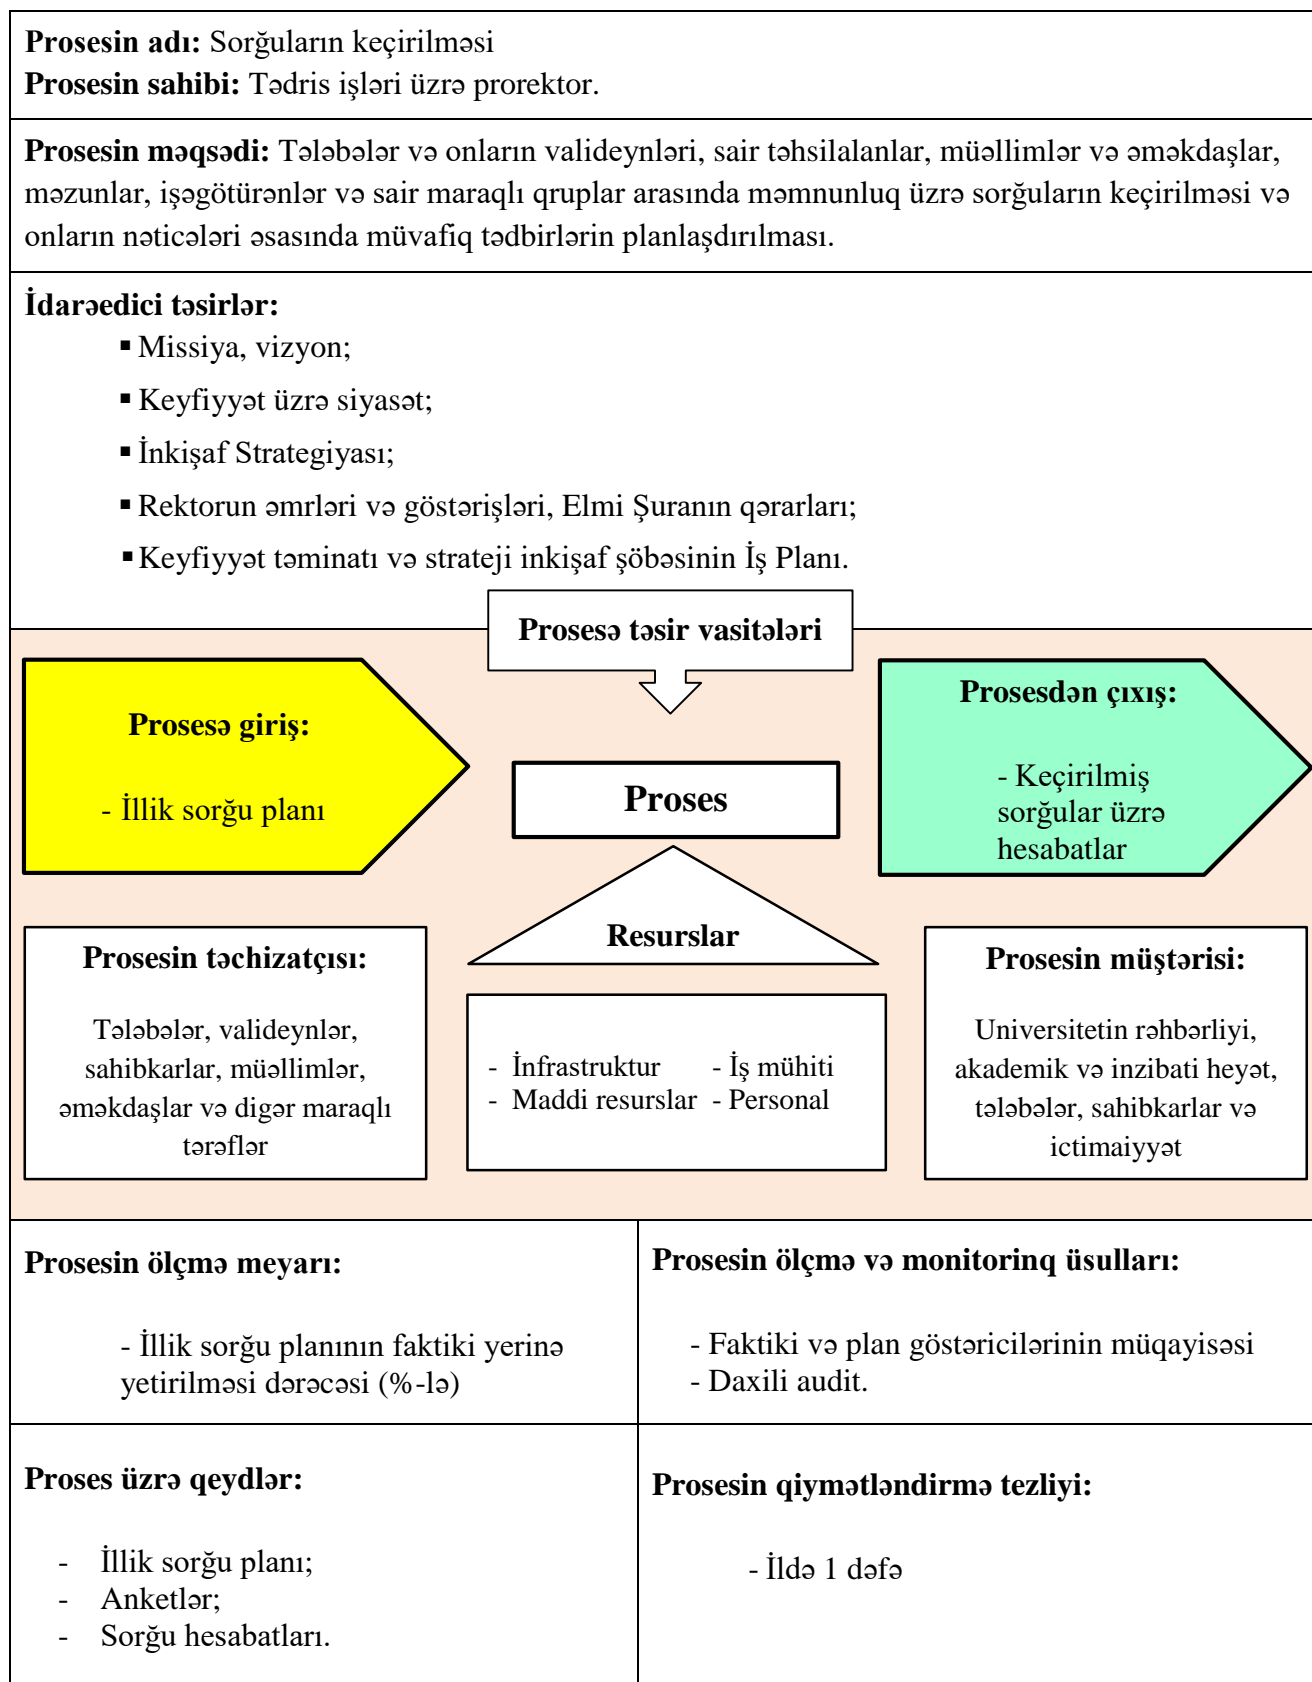 Prosesin adı: Sorğuların keçirilməsi
Prosesin sahibi: Tədris işləri üzrə prorektor.
Prosesin məqsədi: Tələbələr və onların valideynləri, sair təhsilalanlar, müəllimlər və əməkdaşlar,
məzunlar, işəgötürənlər və sair maraqlı qruplar arasında məmnunluq üzrə sorğuların keçirilməsi və
onların nəticələri əsasında müvafiq tədbirlərin planlaşdırılması.
İdarəedici təsirlər:
▪ Missiya, vizyon;
▪ Keyfiyyət üzrə siyasət;
▪ İnkişaf Strategiyası;
▪ Rektorun əmrləri və göstərişləri, Elmi Şuranın qərarları;
▪ Keyfiyyət təminatı və strateji inkişaf şöbəsinin İş Planı.
Prosesə təsir vasitələri
Prosesə giriş:
- İllik sorğu planı
Proses
Prosesdən çıxış:
- Keçirilmiş
sorğular üzrə
hesabatlar
Resurslar
Prosesin təchizatçısı:
Tələbələr, valideynlər,
sahibkarlar, müəllimlər,
əməkdaşlar və digər maraqlı
tərəflər
- İnfrastruktur - İş mühiti
- Maddi resurslar - Personal
Prosesin müştərisi:
Universitetin rəhbərliyi,
akademik və inzibati heyət,
tələbələr, sahibkarlar və
ictimaiyyət
Prosesin ölçmə meyarı:
- İllik sorğu planının faktiki yerinə
yetirilməsi dərəcəsi (%-lə)
Prosesin ölçmə və monitorinq üsulları:
- Faktiki və plan göstəricilərinin müqayisəsi
- Daxili audit.
Proses üzrə qeydlər:
- İllik sorğu planı;
- Anketlər;
- Sorğu hesabatları.
Prosesin qiymətləndirmə tezliyi:
- İldə 1 dəfə